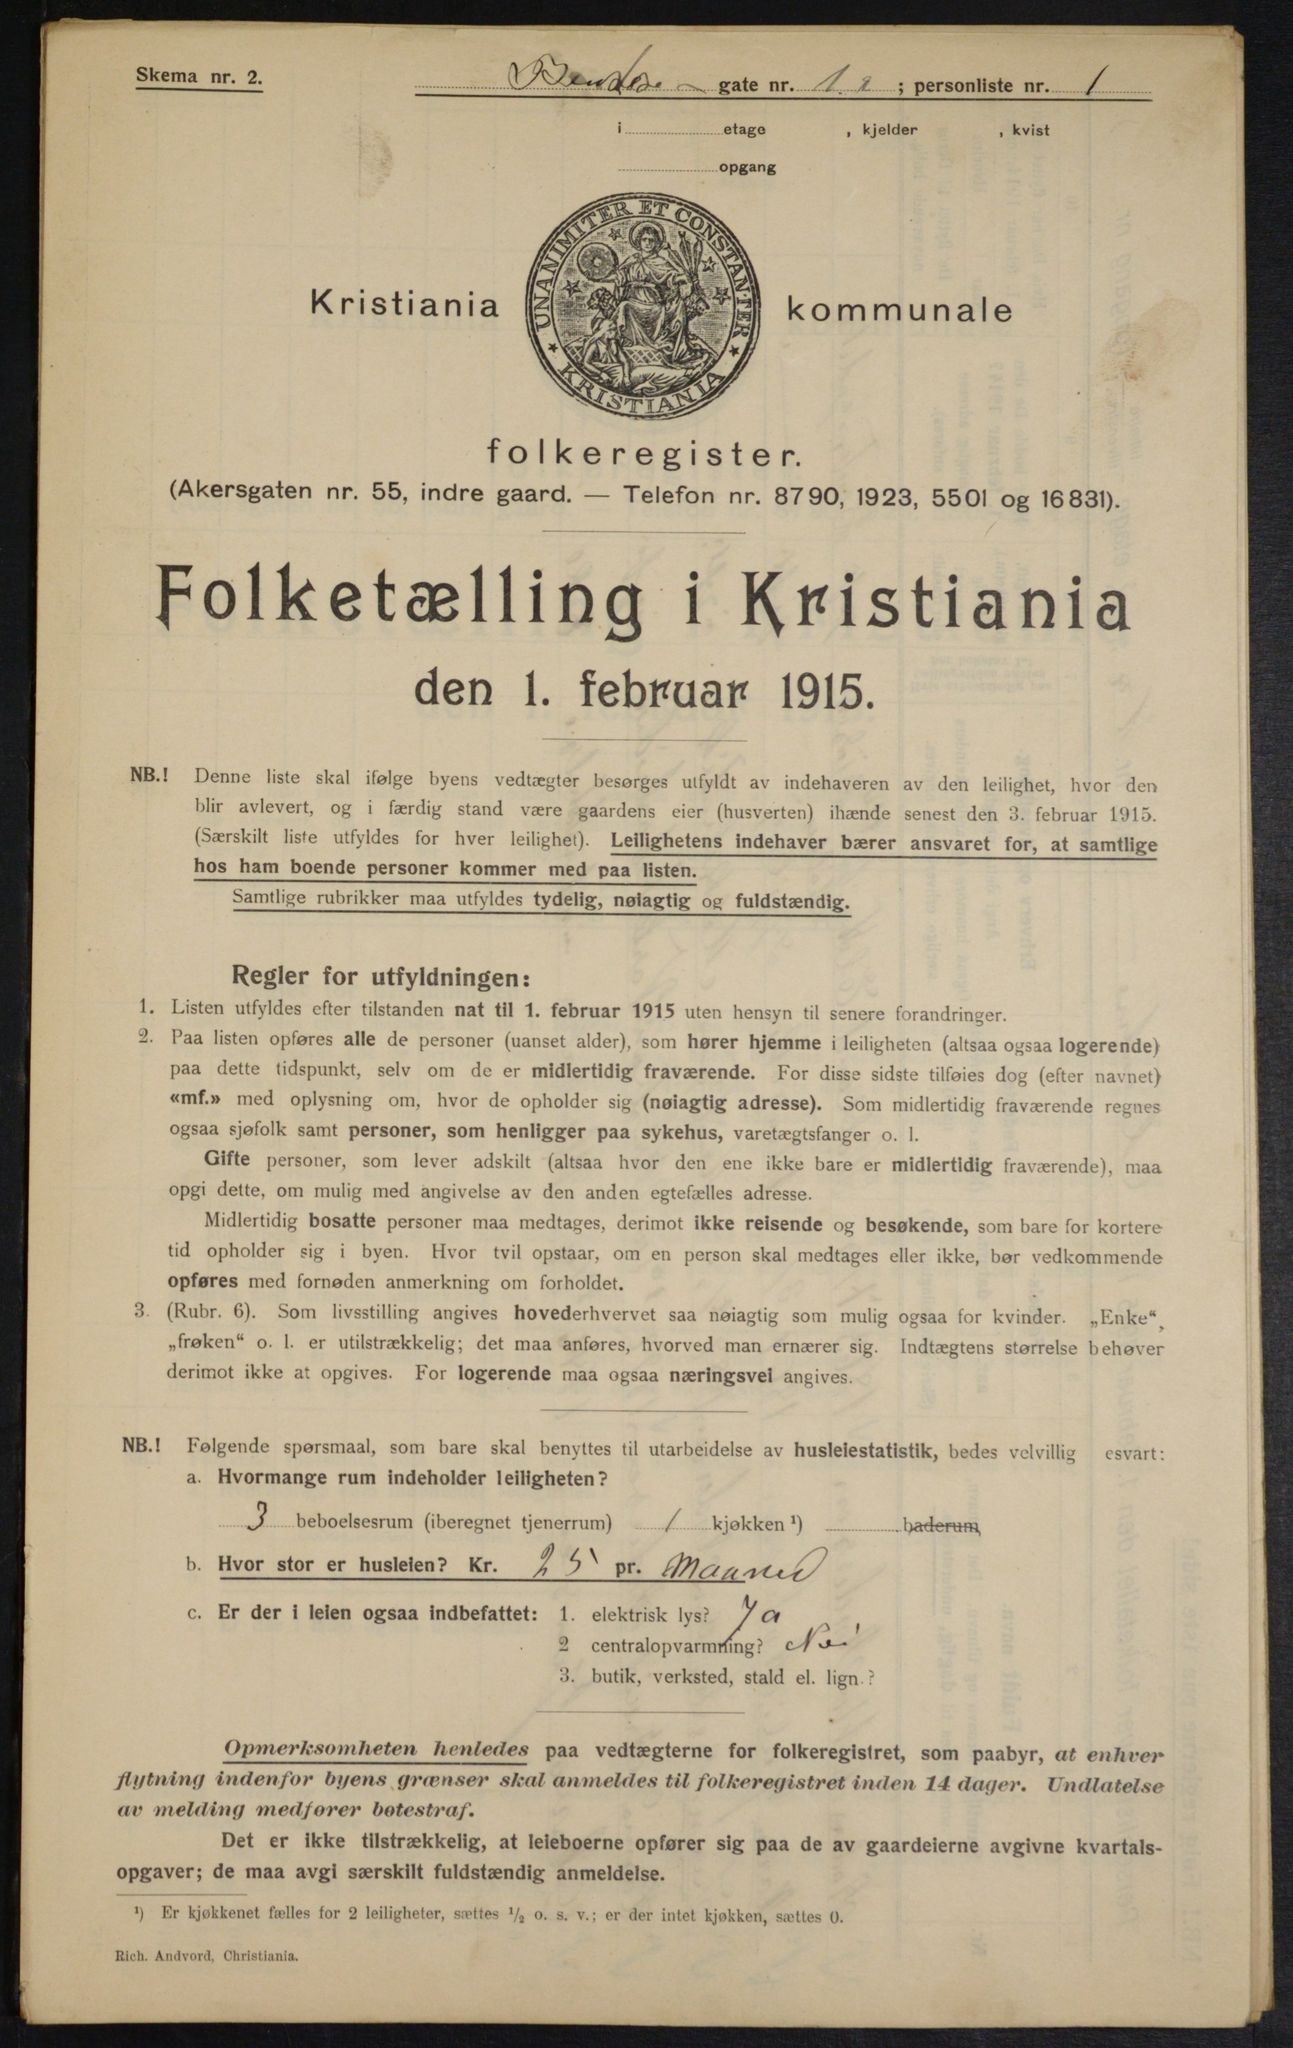 Skema nr. 2.
gate nr. 1 a; personliste nr. 1
i etage , kjelder , kvist
opgang
UNANIMITER ET CONSTANTER
KRISTIANIA
Kristiania kommunale
folkeregister.
(Akersgaten nr. 55, indre gaard. — Telefon nr. 8790, 1923, 5501 og 16831).
Folketælling i Kristiania
den 1. februar 1915.
NB.! Denne liste skal ifølge byens vedtægter besørges utfyldt av indehaveren av den leilighet, hvor den
blir avlevert, og i færdig stand være gaardens eier (husverten) ihænde senest den 3. februar 1915.
(Særskilt liste utfyldes for hver leilighet). Leilighetens indehaver bærer ansvaret for, at samtlige
hos ham boende personer kommer med paa listen.
Samtlige rubrikker maa utfyldes tydelig, nøiagtig og fuldstændig.
Regler for utfyldningen:
1. Listen utfyldes efter tilstanden nat til 1. februar 1915 uten hensyn til senere forandringer.
2. Paa listen opføres alle de personer (uanset alder), som hører hjemme i leiligheten (altsaa ogsaa logerende)
paa dette tidspunkt, selv om de er midlertidig fraværende. For disse sidste tilføies dog (efter navnet)
«mf.» med oplysning om, hvor de opholder sig (nøiagtig adresse). Som midlertidig fraværende regnes
ogsaa sjøfolk samt personer, som henligger paa sykehus, varetægtsfanger o. l.
Gifte personer, som lever adskilt (altsaa hvor den ene ikke bare er midlertidig fraværende), maa
opgi dette, om mulig med angivelse av den anden egtefælles adresse.
Midlertidig bosatte personer maa medtages, derimot ikke reisende og besøkende, som bare for kortere
tid opholder sig i byen. Hvor tvil opstaar, om en person skal medtages eller ikke, bør vedkommende
opføres med fornøden anmerkning om forholdet.
3. (Rubr. 6). Som livsstilling angives hovederhvervet saa nøiagtig som mulig ogsaa for kvinder. „Enke“,
„frøken“ o. l. er utilstrækkelig; det maa anføres, hvorved man ernærer sig. Indtægtens størrelse behøver
derimot ikke at opgives. For logerende maa ogsaa næringsvei angives.
NB.! Følgende spørsmaal, som bare skal benyttes til utarbeidelse av husleiestatistik, bedes velvillig esvart:
a. Hvormange rum indeholder leiligheten?
3 beboelsesrum (iberegnet tjenerrum) 1 kjøkken ¹) baderum
b. Hvor stor er husleien? Kr. 25 pr. Maaned
c. Er der i leien ogsaa indbefattet: 1. elektrisk lys? Ja
2 centralopvarmning? Nei
3. butik, verksted, stald el. lign.?
Opmerksomheten henledes paa vedtægterne for folkeregistret, som paabyr, at enhver
flytning indenfor byens grænser skal anmeldes til folkeregistret inden 14 dager. Undlatelse
av melding medfører bøtestraf.
Det er ikke tilstrækkelig, at leieboerne opfører sig paa de av gaardeierne avgivne kvartals-
opgaver; de maa avgi særskilt fuldstændig anmeldelse.
¹) Er kjøkkenet fælles for 2 leiligheter, sættes ½ o. s. v.; er der intet kjøkken, sættes 0.
Rich. Andvord, Christiania.